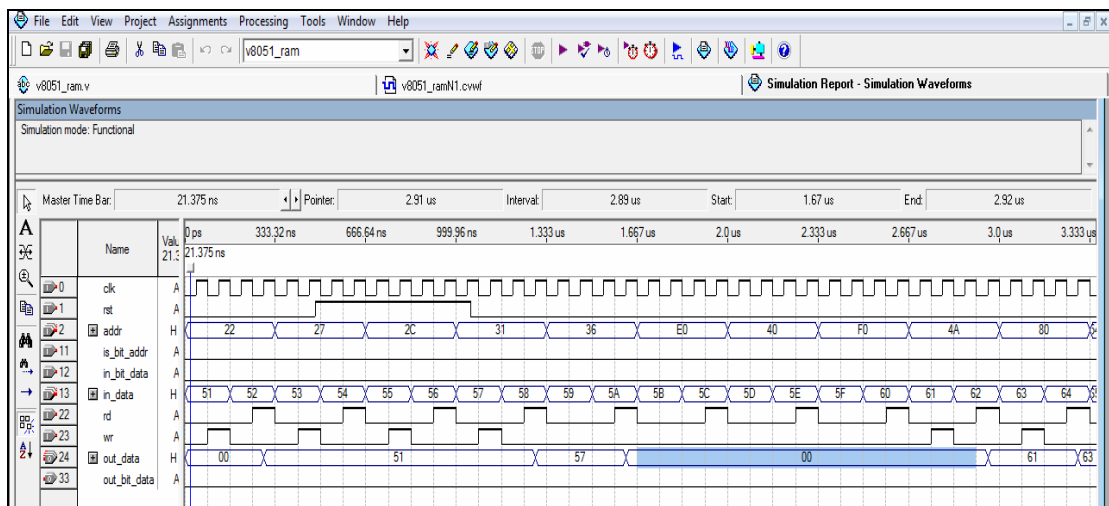 File Edit View Project Assignments Processing Tools Window Help
v8051_ram
v8051_ram.v v8051_ramN1.cvwf Simulation Report - Simulation Waveforms
Simulation Waveforms
Simulation mode: Functional
Master Time Bar: 21.375 ns Pointer: 2.91 us Interval: 2.89 us Start: 1.67 us End: 2.92 us
Name Valu 21.3 0 ps 333.32 ns 666.64 ns 999.96 ns 1.333 us 1.667 us 2.0 us 2.333 us 2.667 us 3.0 us 3.333 us
21.375 ns
0 clk A
1 rst A
2 addr H 22 27 2C 31 36 E0 40 F0 4A 80
11 is_bit_addr A
12 in_bit_data A
13 in_data H 51 52 53 54 55 56 57 58 59 5A 5B 5C 5D 5E 5F 60 61 62 63 64
22 rd A
23 wr A
24 out_data H 00 51 57 00 61 63
33 out_bit_data A